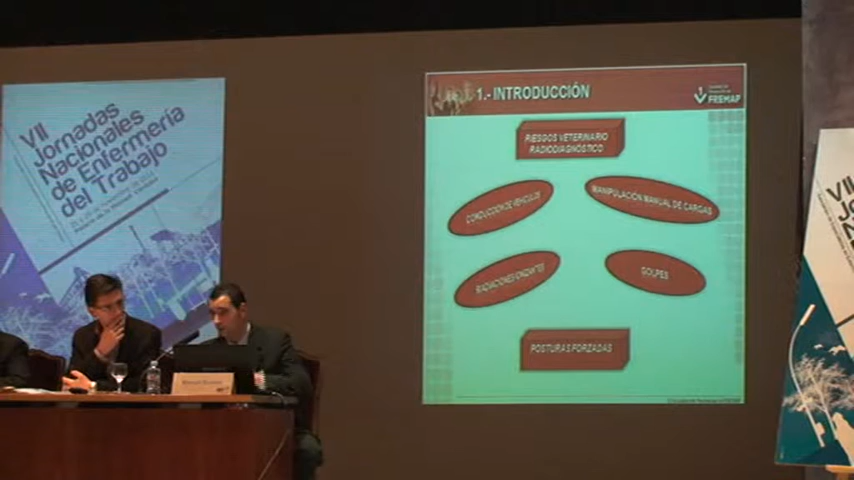 VII
Jornadas
Nacionales
de Enfermería
del Trabajo
1.- INTRODUCCIÓN
FREMAP
RIESGOS VETERINARIO
RADIODIAGNÓSTICO
CONDUCCIÓN DE VEHÍCULOS
MANIPULACIÓN MANUAL DE CARGAS
RADIACIONES IONIZANTES
GOLPES
POSTURAS FORZADAS
VII